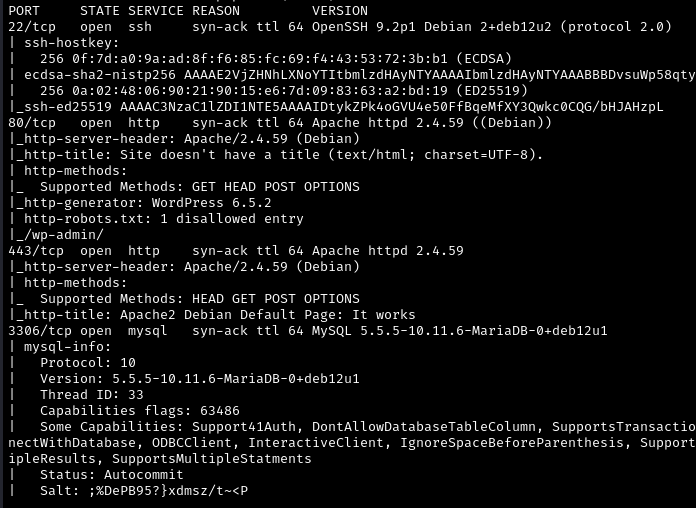 PORT     STATE SERVICE REASON         VERSION
22/tcp   open  ssh     syn-ack ttl 64 OpenSSH 9.2p1 Debian 2+deb12u2 (protocol 2.0)
| ssh-hostkey:
|   256 0f:7d:a0:9a:ad:8f:f6:85:fc:69:f4:43:53:72:3b:b1 (ECDSA)
| ecdsa-sha2-nistp256 AAAAE2VjZHNhLXNoYTItbmlzdHAyNTYAAAAIbmlzdHAyNTYAAABBBDvsuWp58qty
|   256 0a:02:48:06:90:21:90:15:e6:7d:09:83:63:a2:bd:19 (ED25519)
|_ssh-ed25519 AAAAC3NzaC1lZDI1NTE5AAAAIDtykZPk4oGVU4e50FfBqeMfXY3Qwkc0CQG/bHJAHzpL
80/tcp   open  http    syn-ack ttl 64 Apache httpd 2.4.59 ((Debian))
|_http-server-header: Apache/2.4.59 (Debian)
|_http-title: Site doesn't have a title (text/html; charset=UTF-8).
| http-methods:
|_  Supported Methods: GET HEAD POST OPTIONS
|_http-generator: WordPress 6.5.2
| http-robots.txt: 1 disallowed entry
|_/wp-admin/
443/tcp  open  http    syn-ack ttl 64 Apache httpd 2.4.59
|_http-server-header: Apache/2.4.59 (Debian)
| http-methods:
|_  Supported Methods: HEAD GET POST OPTIONS
|_http-title: Apache2 Debian Default Page: It works
3306/tcp open  mysql   syn-ack ttl 64 MySQL 5.5.5-10.11.6-MariaDB-0+deb12u1
| mysql-info:
|   Protocol: 10
|   Version: 5.5.5-10.11.6-MariaDB-0+deb12u1
|   Thread ID: 33
|   Capabilities flags: 63486
|   Some Capabilities: Support41Auth, DontAllowDatabaseTableColumn, SupportsTransactio
nectWithDatabase, ODBCClient, InteractiveClient, IgnoreSpaceBeforeParenthesis, Support
ipleResults, SupportsMultipleStatments
|   Status: Autocommit
|   Salt: ;%DePB95?}xdmsz/t~<P